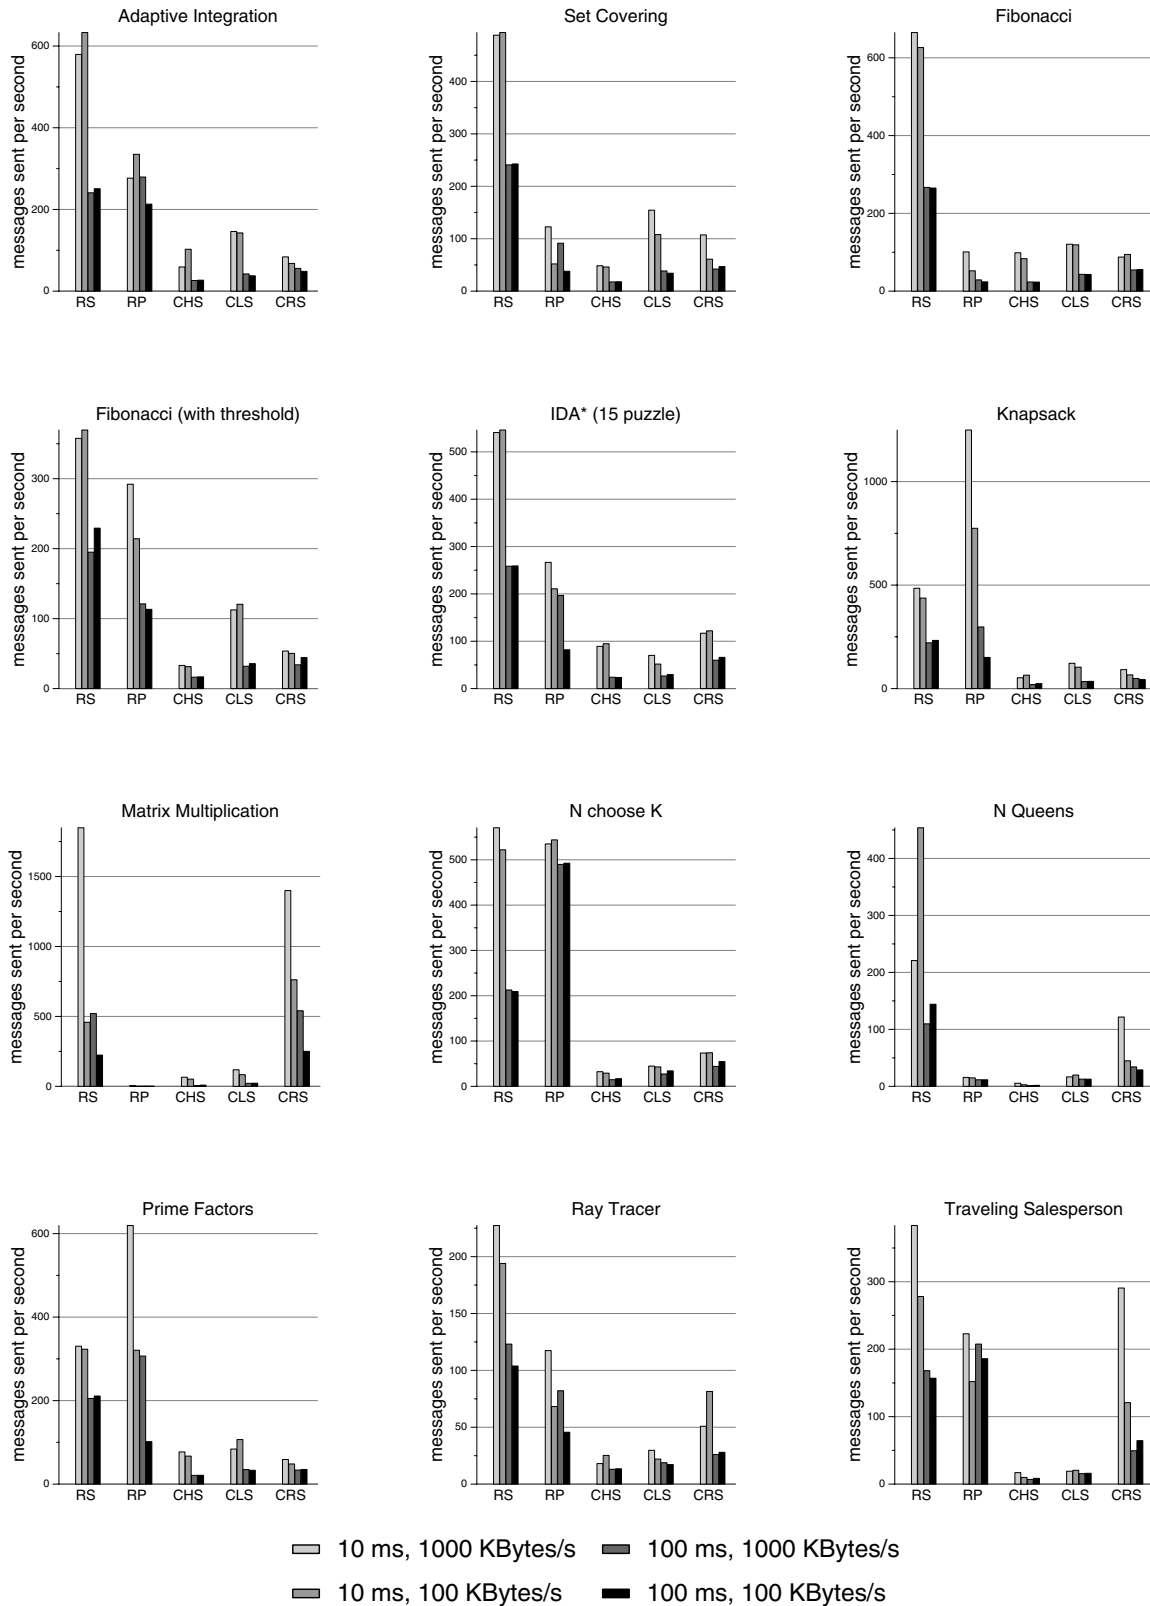 Adaptive Integration
messages sent per second
600
400
200
0
RS RP CHS CLS CRS
Set Covering
messages sent per second
400
300
200
100
0
RS RP CHS CLS CRS
Fibonacci
messages sent per second
600
400
200
0
RS RP CHS CLS CRS
Fibonacci (with threshold)
messages sent per second
300
200
100
0
RS RP CHS CLS CRS
IDA* (15 puzzle)
messages sent per second
500
400
300
200
100
0
RS RP CHS CLS CRS
Knapsack
messages sent per second
1000
500
0
RS RP CHS CLS CRS
Matrix Multiplication
messages sent per second
1500
1000
500
0
RS RP CHS CLS CRS
N choose K
messages sent per second
500
400
300
200
100
0
RS RP CHS CLS CRS
N Queens
messages sent per second
400
300
200
100
0
RS RP CHS CLS CRS
Prime Factors
messages sent per second
600
400
200
0
RS RP CHS CLS CRS
Ray Tracer
messages sent per second
200
150
100
50
0
RS RP CHS CLS CRS
Traveling Salesperson
messages sent per second
300
200
100
0
RS RP CHS CLS CRS
10 ms, 1000 KBytes/s 100 ms, 1000 KBytes/s
10 ms, 100 KBytes/s 100 ms, 100 KBytes/s